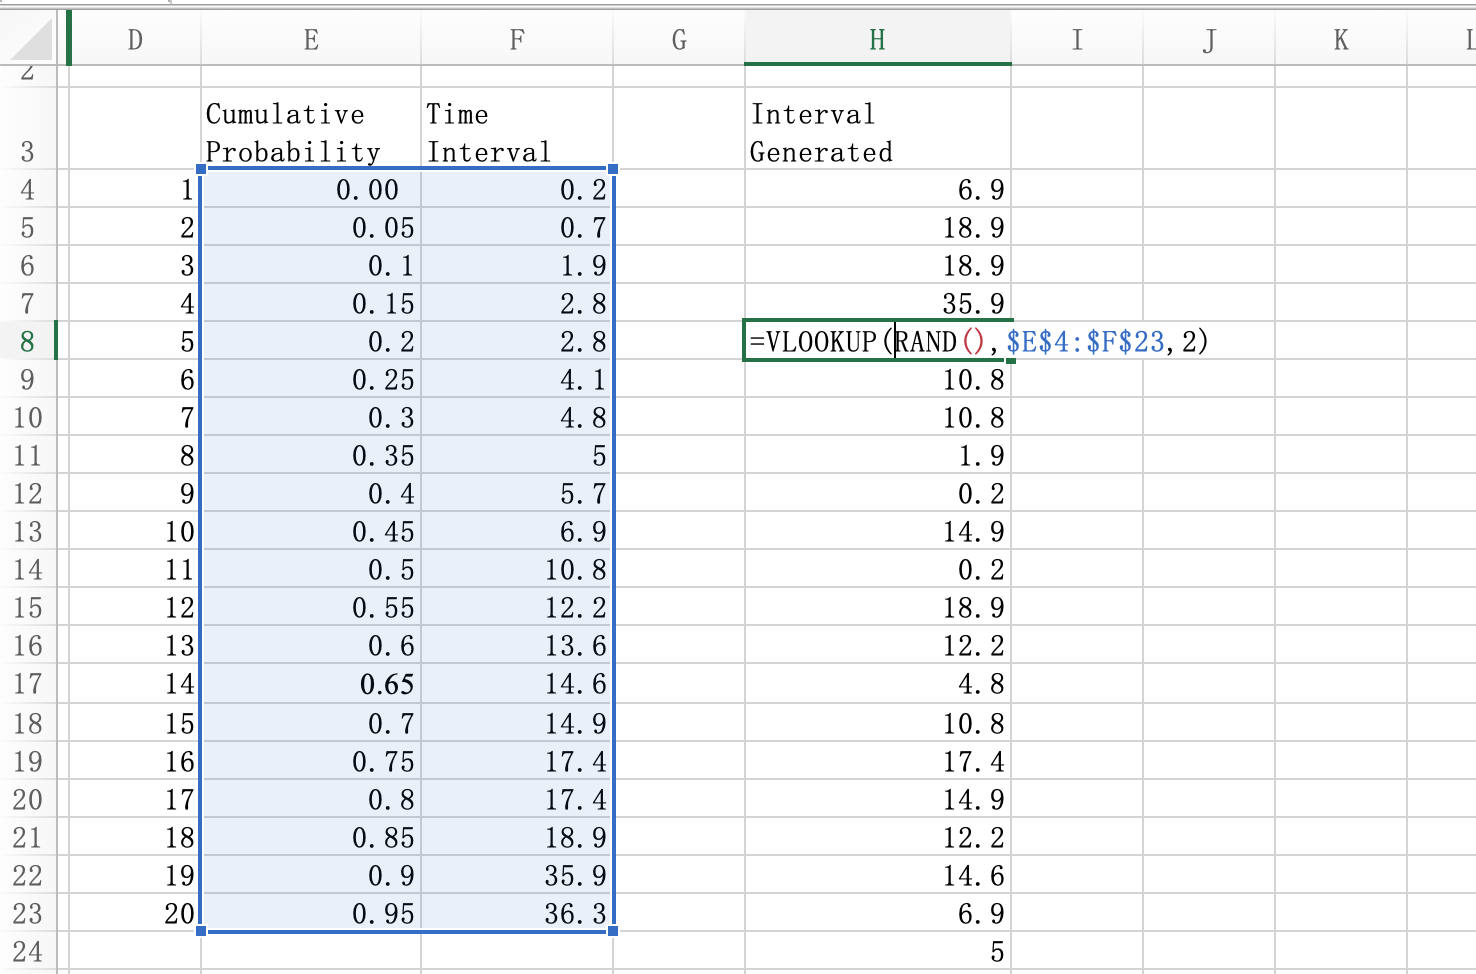 D E F G H I J K L
2
Cumulative Time Interval
3 Probability Interval Generated
4 1 0.00 0.2 6.9
5 2 0.05 0.7 18.9
6 3 0.1 1.9 18.9
7 4 0.15 2.8 35.9
8 5 0.2 2.8 =VLOOKUP(RAND(),$E$4:$F$23,2)
9 6 0.25 4.1 10.8
10 7 0.3 4.8 10.8
11 8 0.35 5 1.9
12 9 0.4 5.7 0.2
13 10 0.45 6.9 14.9
14 11 0.5 10.8 0.2
15 12 0.55 12.2 18.9
16 13 0.6 13.6 12.2
17 14 0.65 14.6 4.8
18 15 0.7 14.9 10.8
19 16 0.75 17.4 17.4
20 17 0.8 17.4 14.9
21 18 0.85 18.9 12.2
22 19 0.9 35.9 14.6
23 20 0.95 36.3 6.9
24 5